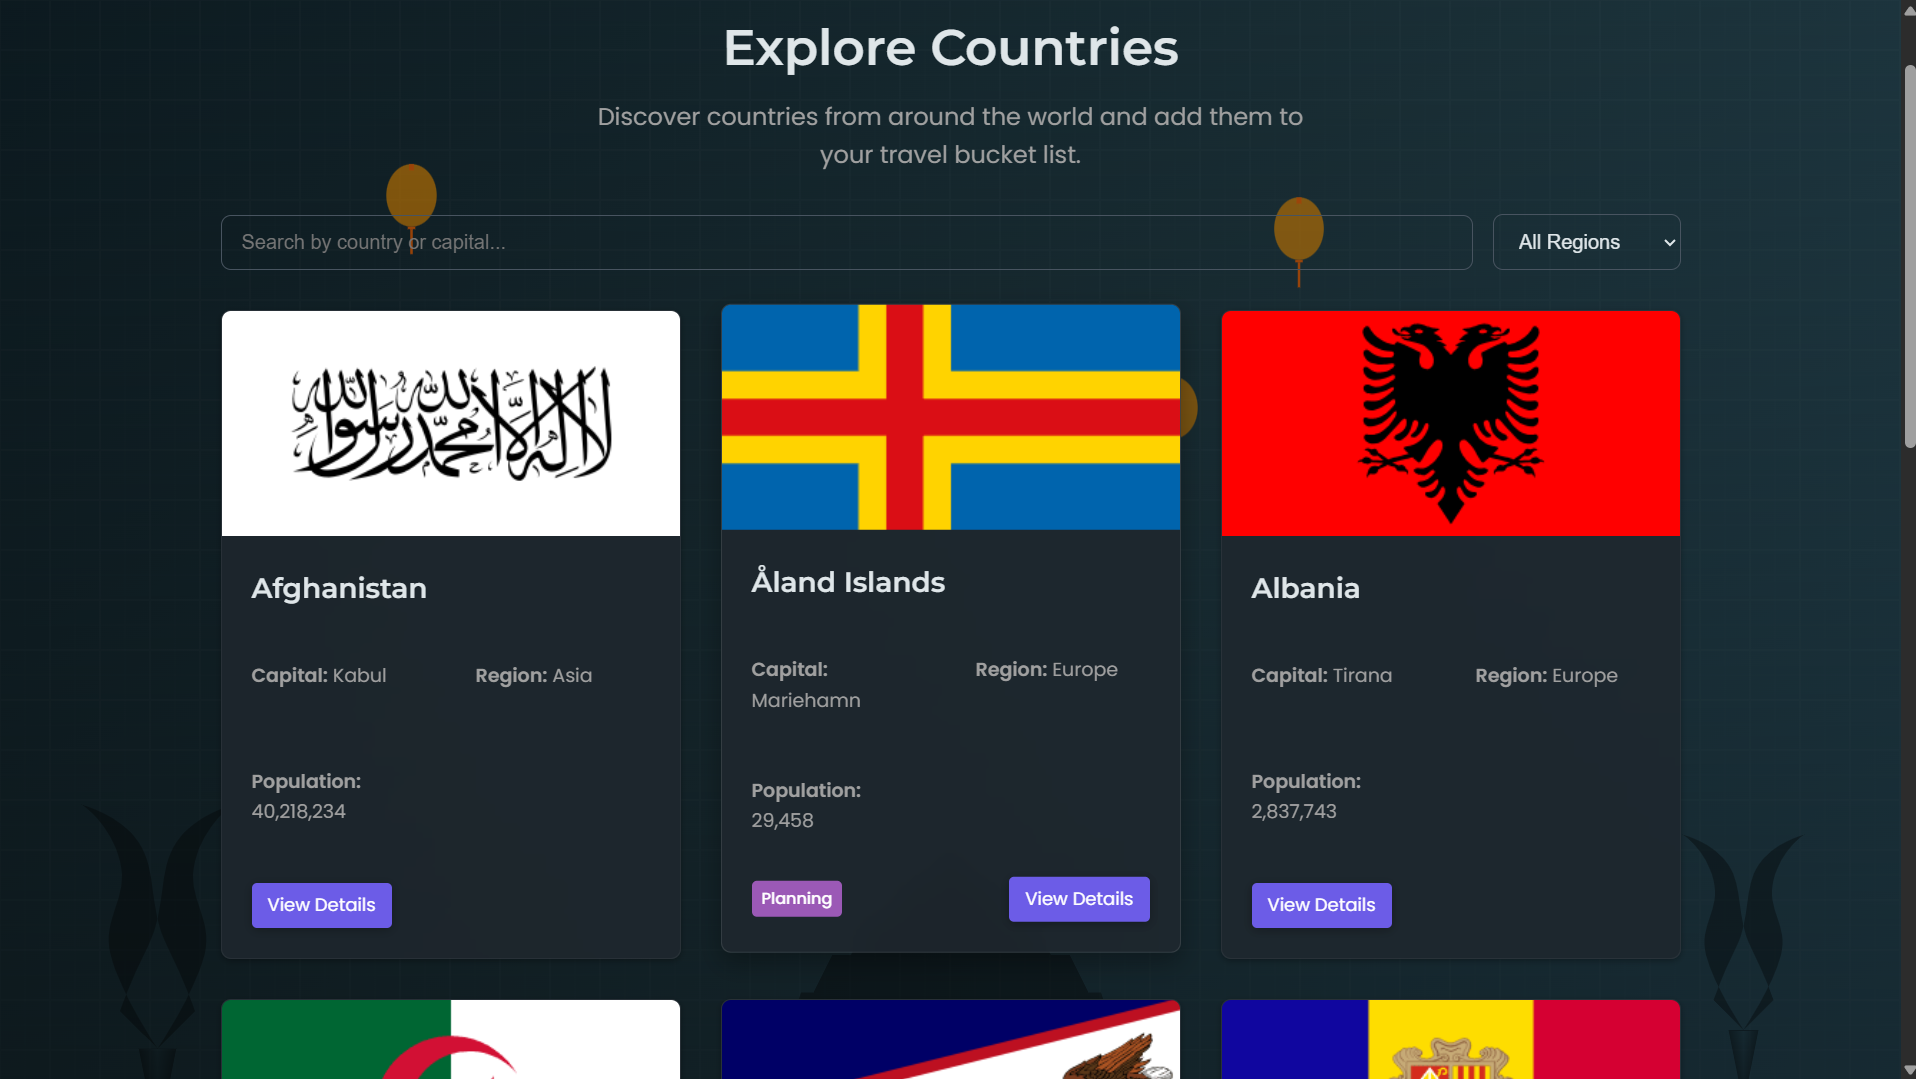 Explore Countries
Discover countries from around the world and add them to
your travel bucket list.
Search by country or capital...
All Regions
لا إله إلا الله محمد رسول الله
Afghanistan
Capital: Kabul
Region: Asia
Population:
40,218,234
View Details
Åland Islands
Capital:
Mariehamn
Region: Europe
Population:
29,458
Planning
View Details
Albania
Capital: Tirana
Region: Europe
Population:
2,837,743
View Details